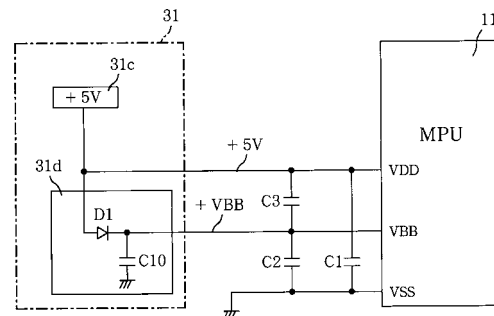 31
11
31c
+5V
MPU
+5V
31d
VDD
C3
D1
+VBB
VBB
C10
C2
C1
VSS